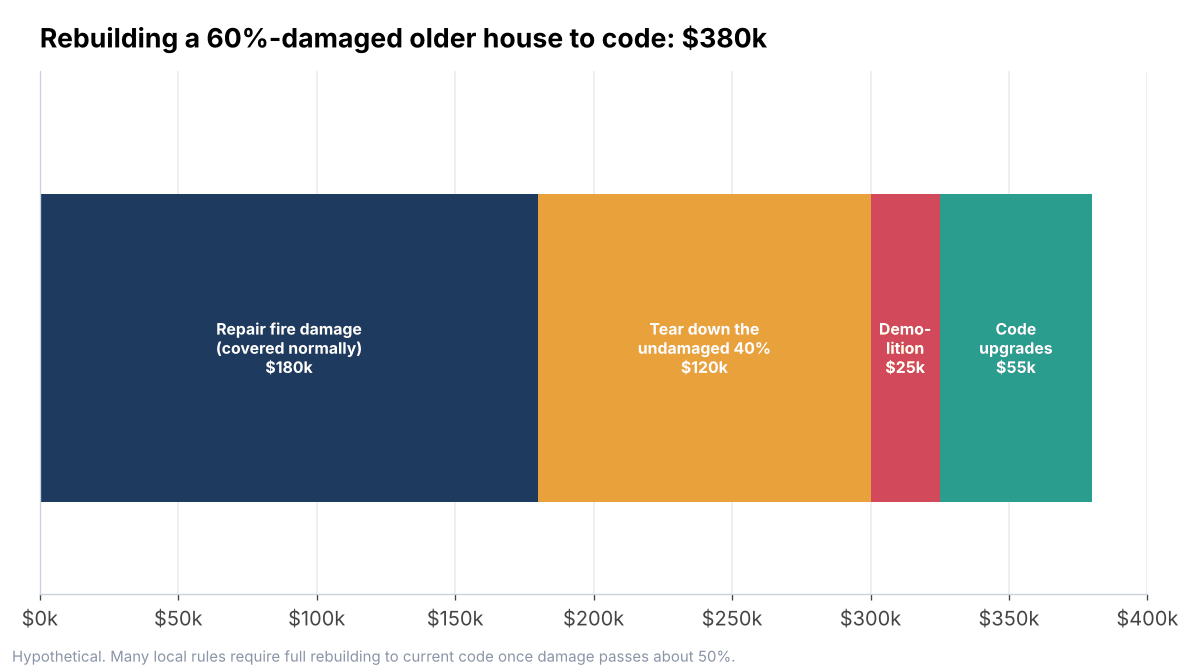 Rebuilding a 60%-damaged older house to code: $380k
Repair fire damage
(covered normally)
$180k
Tear down the
undamaged 40%
$120k
Demo-
lition
$25k
Code
upgrades
$55k
$0k $50k $100k $150k $200k $250k $300k $350k $400k
Hypothetical. Many local rules require full rebuilding to current code once damage passes about 50%.